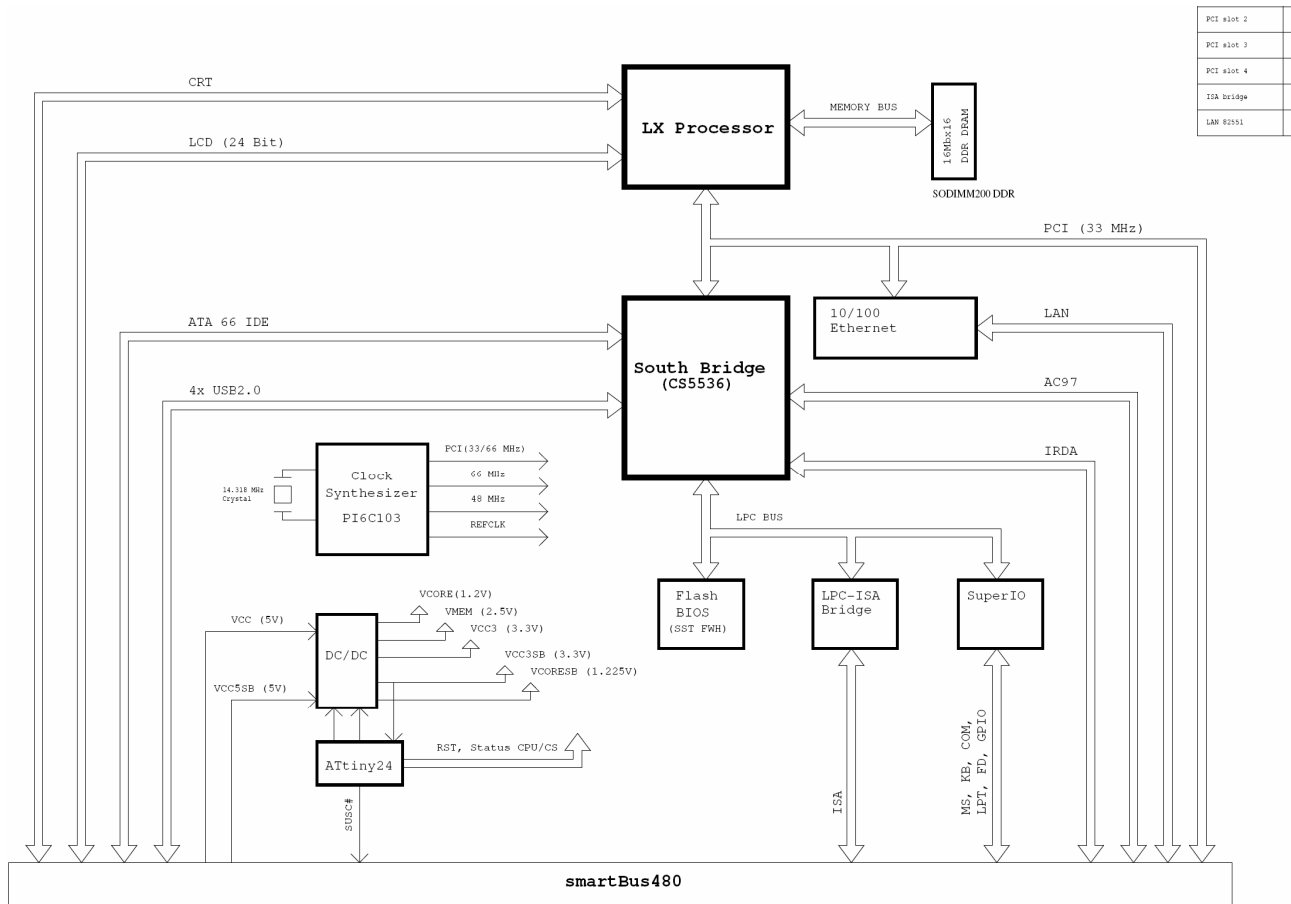 PCI slot 2
PCI slot 3
PCI slot 4
ISA bridge
LAN 82551
CRT
LCD (24 Bit)
LX Processor
MEMORY BUS
16Mbx16
DDR DRAM
SODIMM200 DDR
PCI (33 MHz)
ATA 66 IDE
4x USB2.0
South Bridge
(CS5536)
10/100
Ethernet
LAN
AC97
IRDA
14.318 MHz
Crystal
Clock
Synthesizer
PI6C103
PCI(33/66 MHz)
66 MHz
48 MHz
REFCLK
LPC BUS
Flash
BIOS
(SST FWH)
LPC-ISA
Bridge
SuperIO
VCC (5V)
VCC5SB (5V)
DC/DC
VCORE(1.2V)
VMEM (2.5V)
VCC3 (3.3V)
VCC3SB (3.3V)
VCORESB (1.225V)
ATtiny24
RST, Status CPU/CS
SUSC#
ISA
MS, KB, COM,
LPT, FD, GPIO
smartBus480